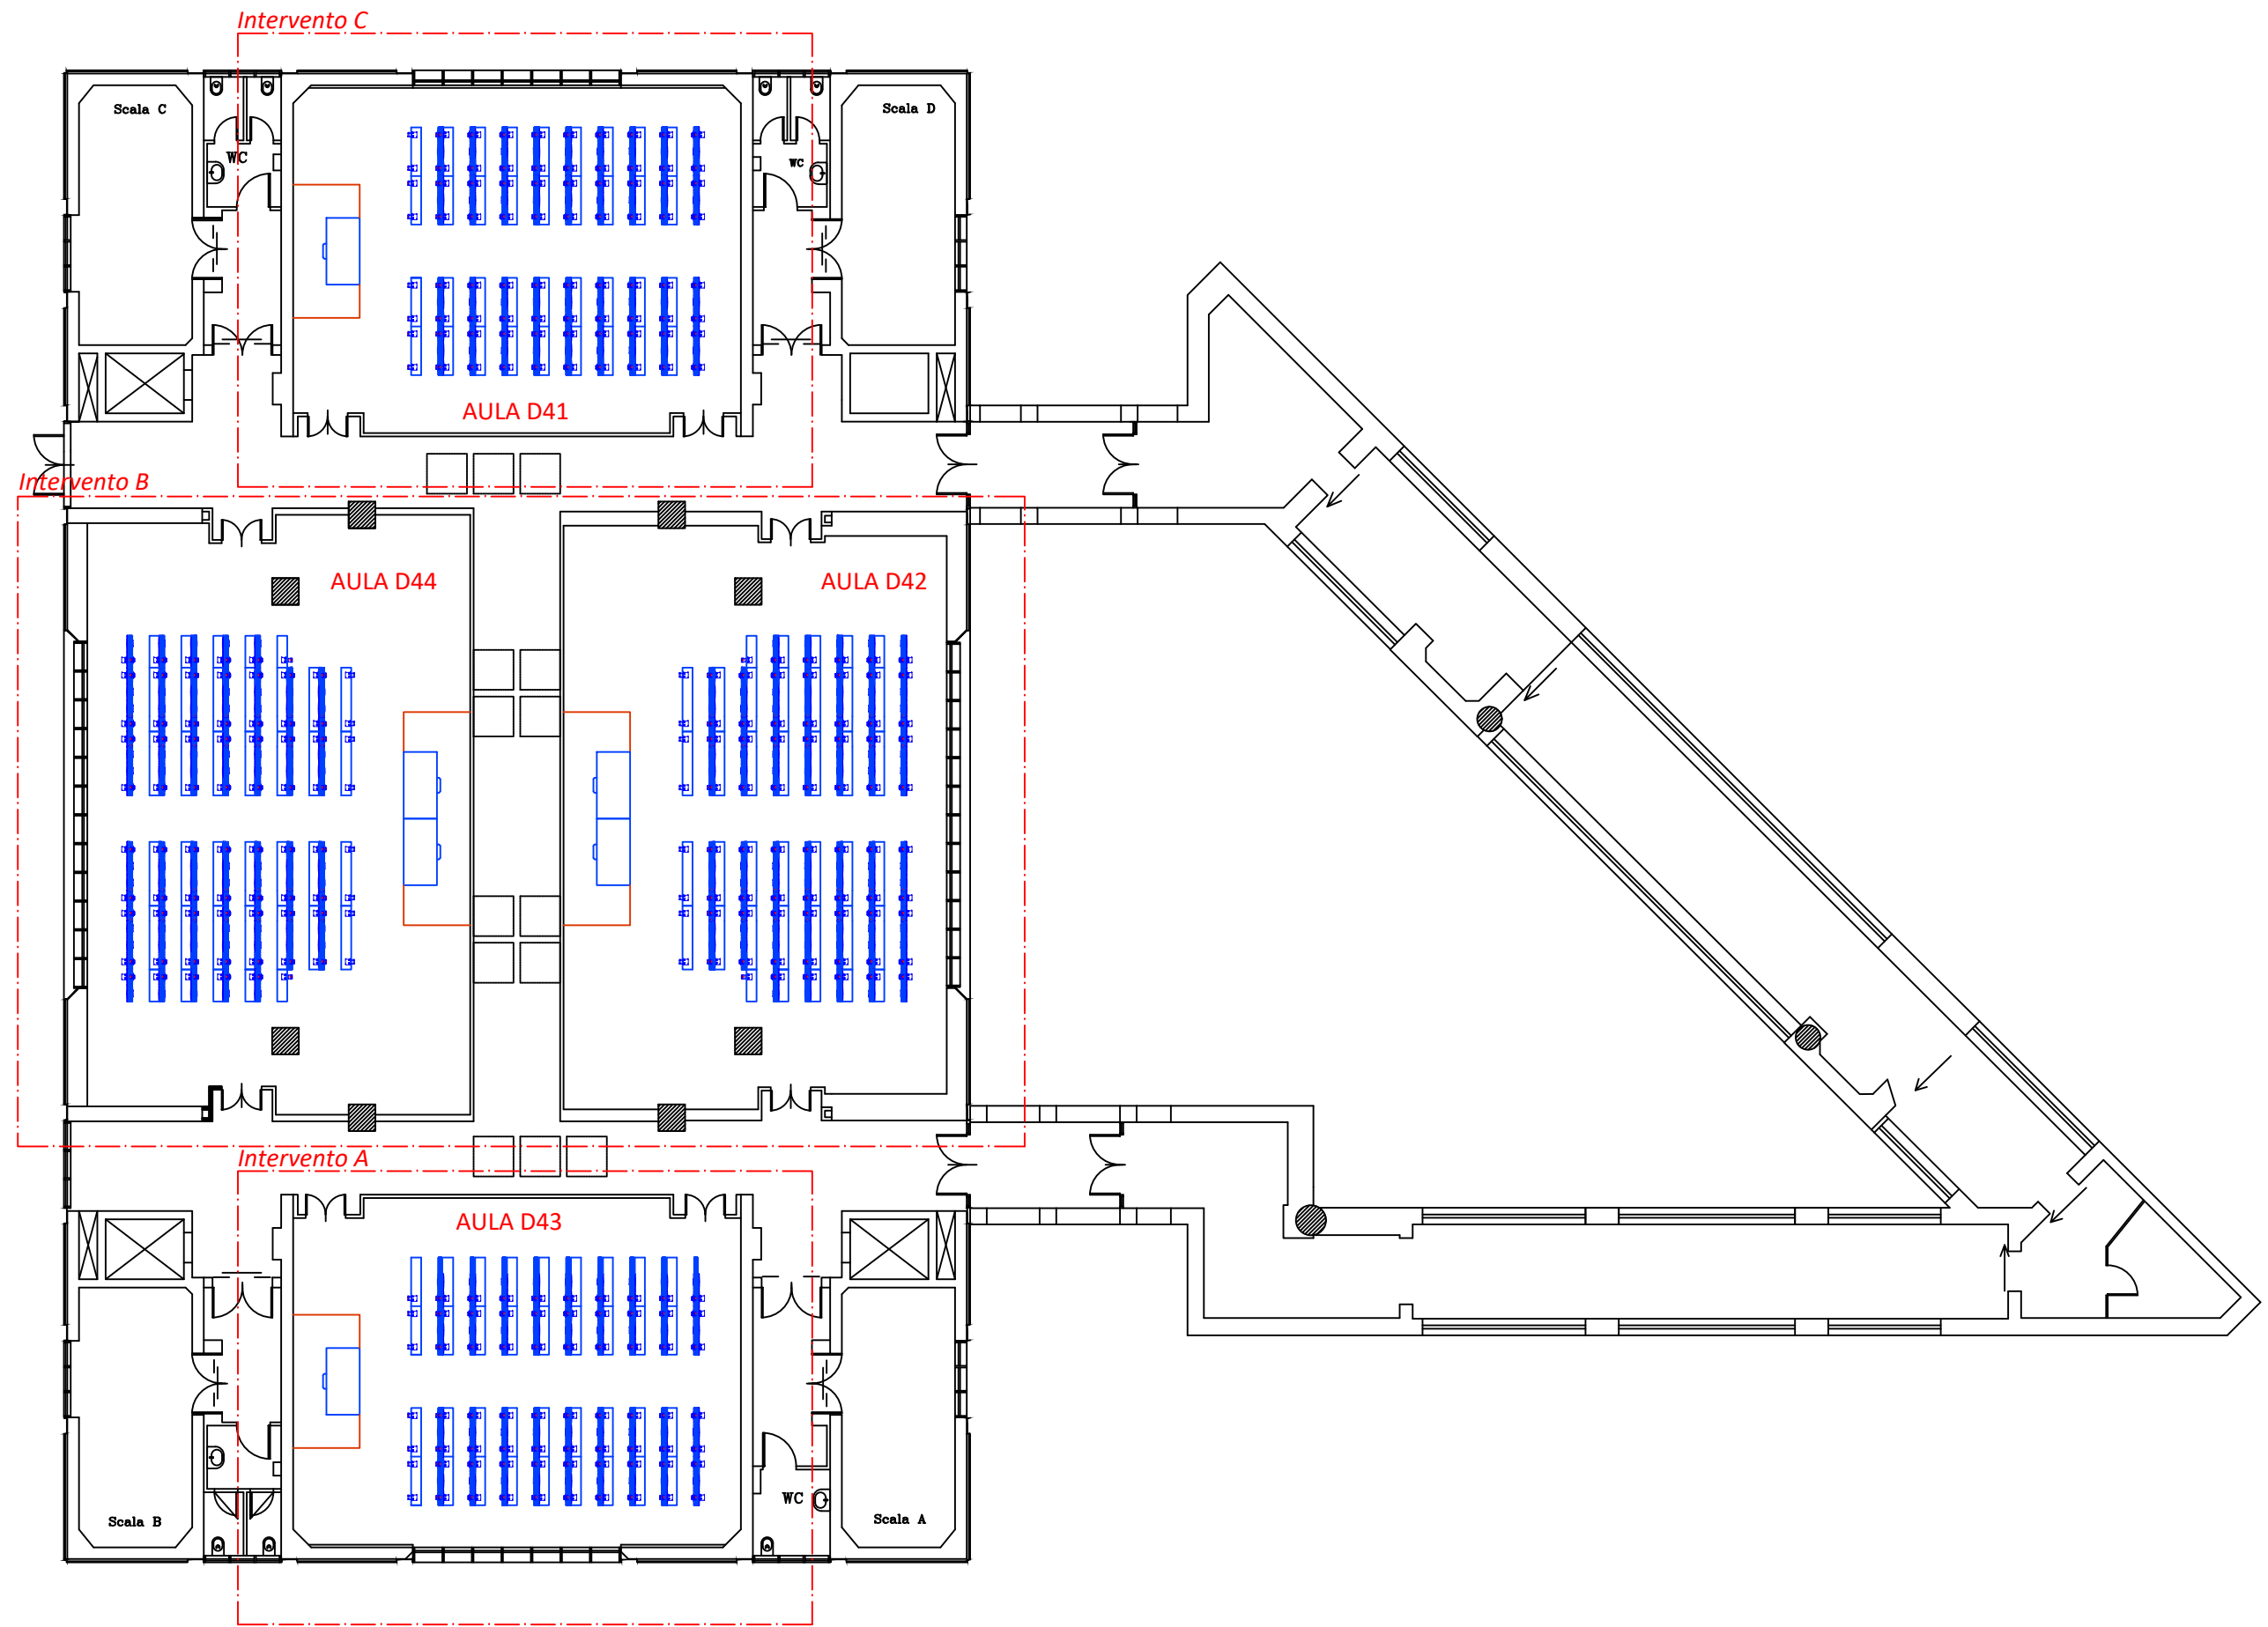 Intervento C
Scala C
Scala D
WC
WC
AULA D41
Intervento B
AULA D44
AULA D42
Intervento A
AULA D43
WC
Scala B
Scala A